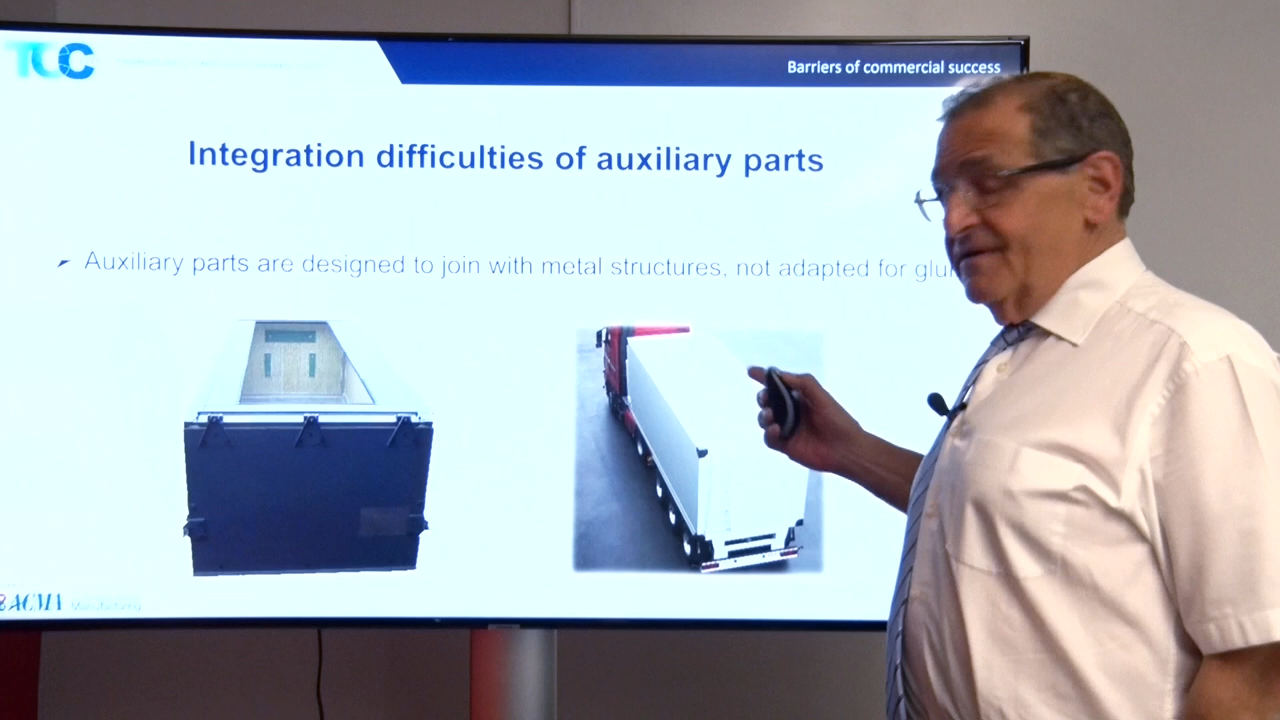 TCC
Barriers of commercial success
Integration difficulties of auxiliary parts
Auxiliary parts are designed to join with metal structures, not adapted for
ACMA Manufacturing